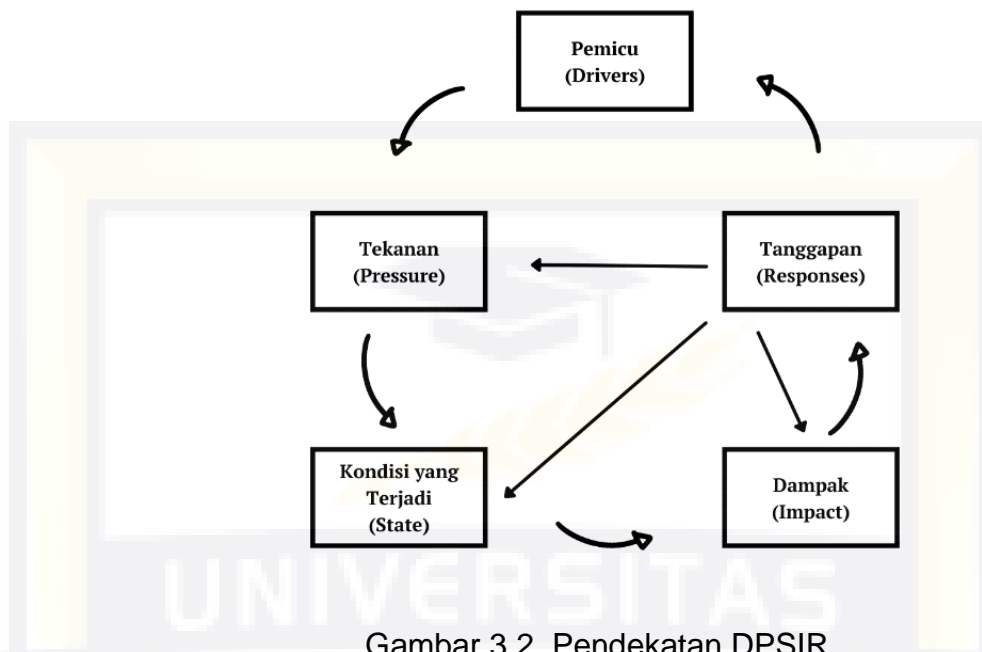 Pemicu
(Drivers)
Tekanan
(Pressure)
Tanggapan
(Responses)
Kondisi yang
Terjadi
(State)
Dampak
(Impact)
UNIVERSITAS
Gambar 3.2 Pendekatan DPSIR